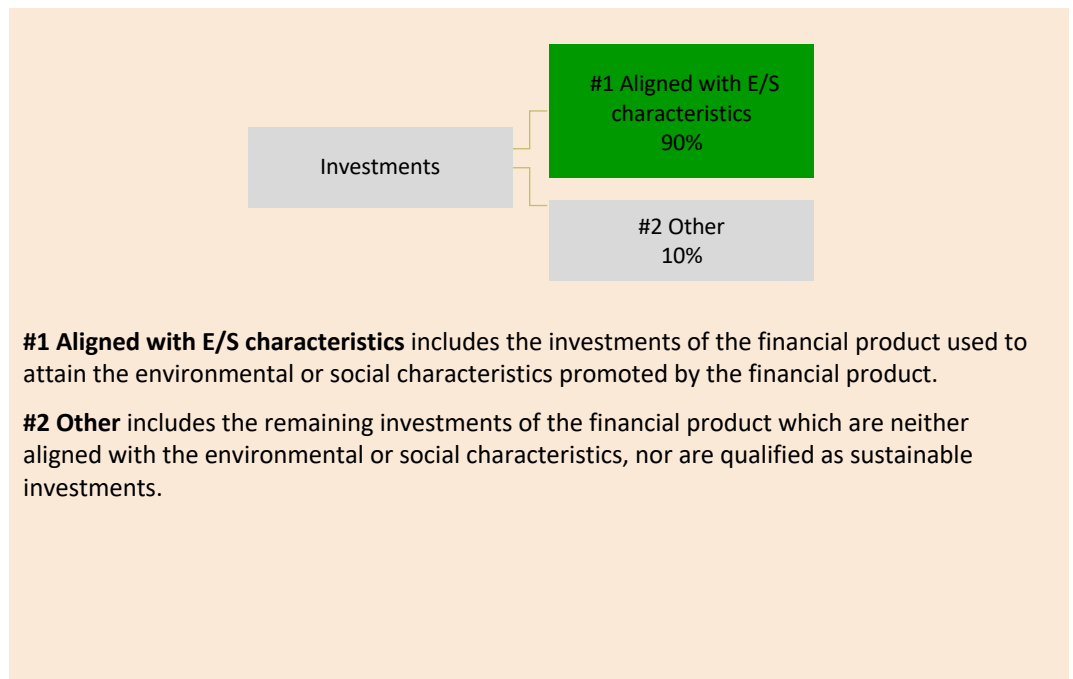 #1 Aligned with E/S
characteristics
90%
Investments
#2 Other
10%
#1 Aligned with E/S characteristics includes the investments of the financial product used to
attain the environmental or social characteristics promoted by the financial product.
#2 Other includes the remaining investments of the financial product which are neither
aligned with the environmental or social characteristics, nor are qualified as sustainable
investments.